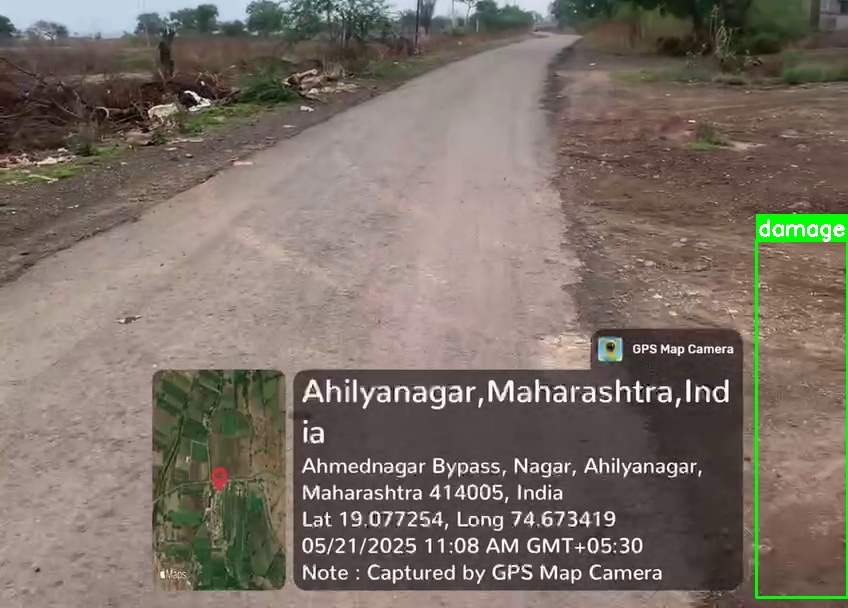 damage
GPS Map Camera
Ahilyanagar,Maharashtra,Ind
ia
Ahmednagar Bypass, Nagar, Ahilyanagar,
Maharashtra 414005, India
Lat 19.077254, Long 74.673419
05/21/2025 11:08 AM GMT+05:30
Note : Captured by GPS Map Camera
Maps